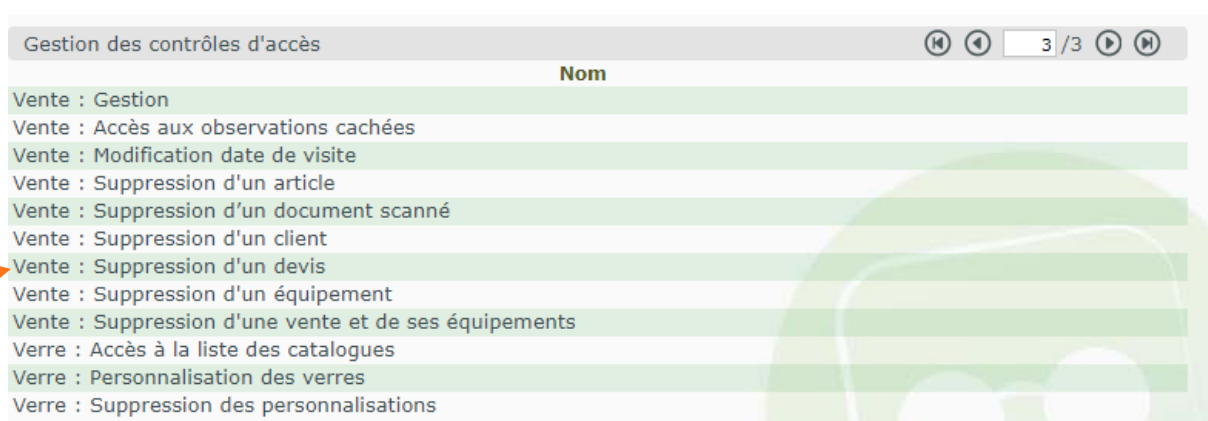 Gestion des contrôles d'accès 3 /3
Nom
Vente : Gestion
Vente : Accès aux observations cachées
Vente : Modification date de visite
Vente : Suppression d'un article
Vente : Suppression d’un document scanné
Vente : Suppression d'un client
Vente : Suppression d'un devis
Vente : Suppression d'un équipement
Vente : Suppression d'une vente et de ses équipements
Verre : Accès à la liste des catalogues
Verre : Personnalisation des verres
Verre : Suppression des personnalisations